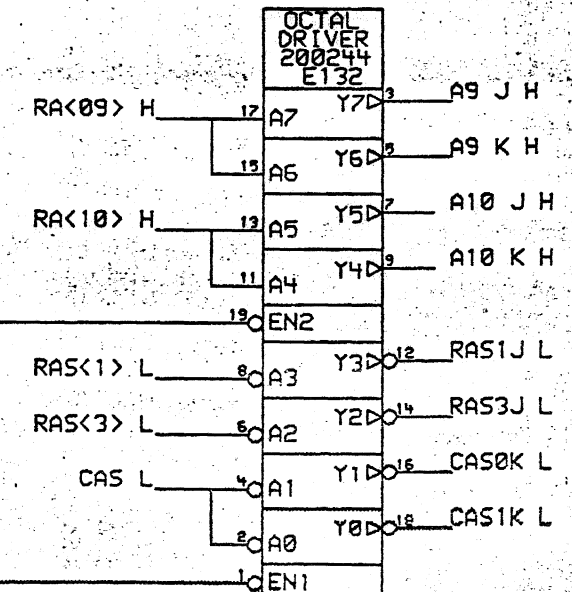 OCTAL
DRIVER
200244
E132
RA<09> H 17 A7 Y7 3 A9 J H
15 A6 Y6 5 A9 K H
RA<10> H 13 A5 Y5 7 A10 J H
11 A4 Y4 9 A10 K H
19 EN2
RAS<1> L 8 A3 Y3 12 RAS1J L
RAS<3> L 6 A2 Y2 14 RAS3J L
CAS L 4 A1 Y1 16 CAS0K L
2 A0 Y0 18 CAS1K L
1 EN1